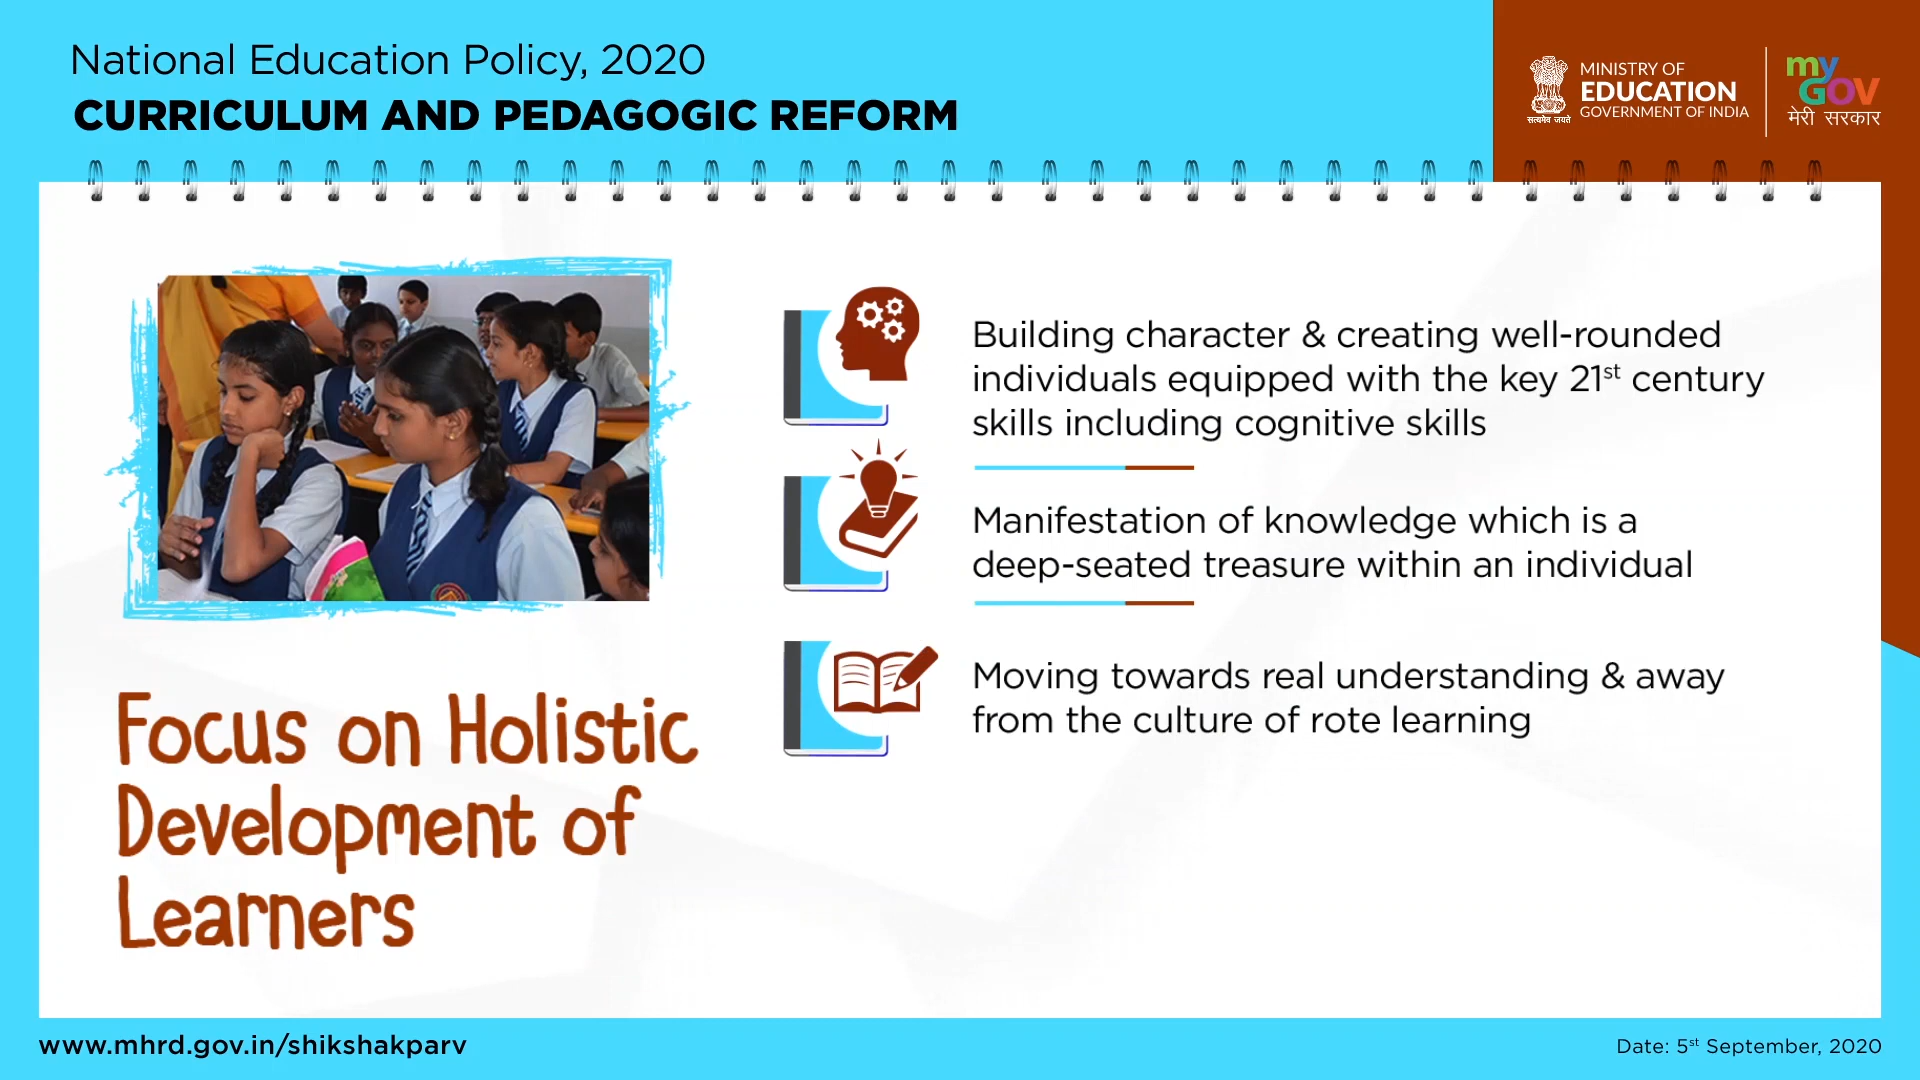 National Education Policy, 2020
CURRICULUM AND PEDAGOGIC REFORM
सत्यमेव जयते
MINISTRY OF
EDUCATION
GOVERNMENT OF INDIA
my
GOV
मेरी सरकार
Building character & creating well-rounded
individuals equipped with the key 21st century
skills including cognitive skills
Manifestation of knowledge which is a
deep-seated treasure within an individual
Moving towards real understanding & away
from the culture of rote learning
Focus on Holistic
Development of
Learners
www.mhrd.gov.in/shikshakparv
Date: 5st September, 2020